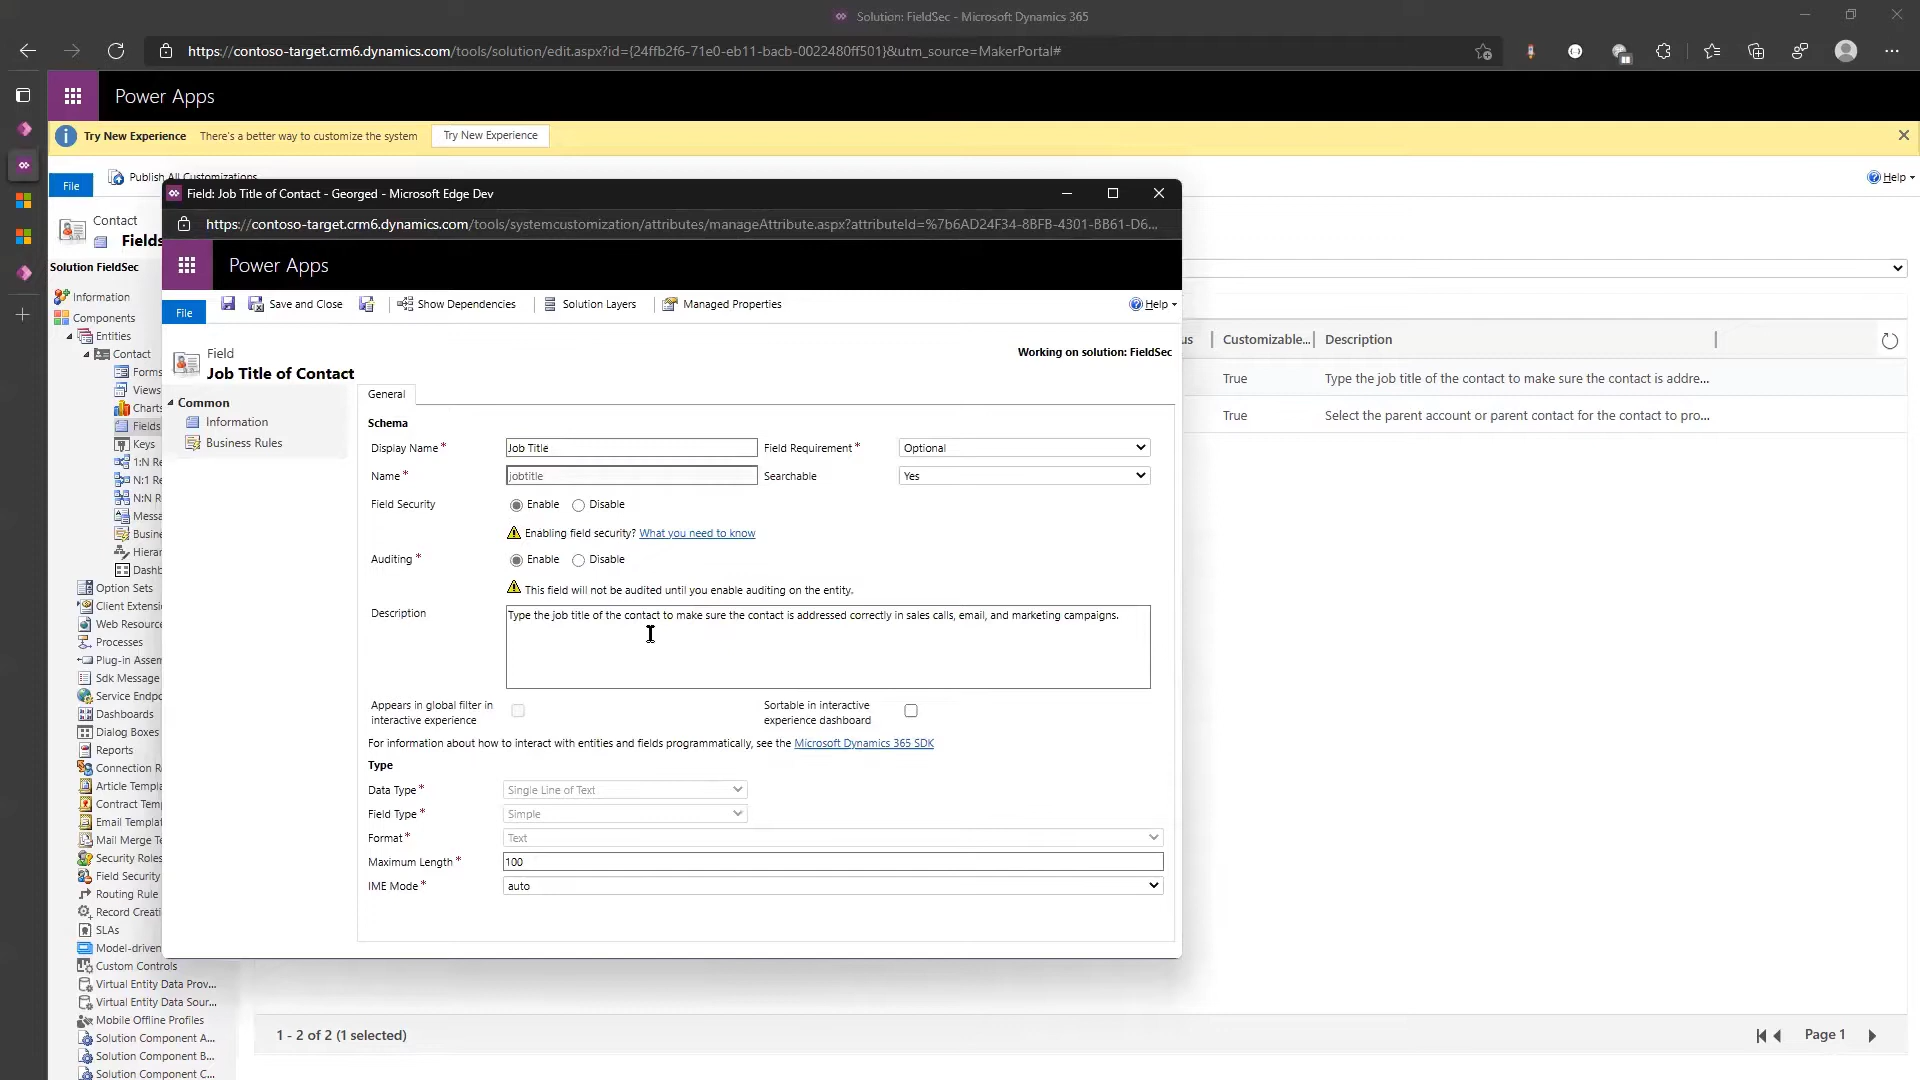 Solution: FieldSec - Microsoft Dynamics 365
https://contoso-target.crm6.dynamics.com/tools/solution/edit.aspx?id={24ffb2f6-71e0-eb11-bacb-0022480ff501}&utm_source=MakerPortal#
Power Apps
Try New Experience There's a better way to customize the system Try New Experience
File Publish All Customizations Help
Contact
Fields
Solution FieldSec
Information
Components
Entities
Contact
Forms
Views
Charts
Fields
Keys
1:N Re
N:1 Re
N:N R
Messa
Busine
Hierar
Dashb
Option Sets
Client Extensi
Web Resource
Processes
Plug-in Assem
Sdk Message
Service Endpo
Dashboards
Dialog Boxes
Reports
Connection R
Article Templa
Contract Temp
Email Templat
Mail Merge Te
Security Roles
Field Security
Routing Rule
Record Creati
SLAs
Model-driven
Custom Controls
Virtual Entity Data Prov...
Virtual Entity Data Sour...
Mobile Offline Profiles
Solution Component A...
Solution Component B...
Solution Component C...
Field: Job Title of Contact - Georged - Microsoft Edge Dev
https://contoso-target.crm6.dynamics.com/tools/systemcustomization/attributes/manageAttribute.aspx?attributeId=%7b6AD24F34-8BFB-4301-BB61-D6...
Power Apps
File Save and Close Show Dependencies Solution Layers Managed Properties Help
Field
Job Title of Contact
Working on solution: FieldSec
Common
Information
Business Rules
General
Schema
Display Name * Job Title Field Requirement * Optional
Name * jobtitle Searchable Yes
Field Security Enable Disable
Enabling field security? What you need to know
Auditing * Enable Disable
This field will not be audited until you enable auditing on the entity.
Description Type the job title of the contact to make sure the contact is addressed correctly in sales calls, email, and marketing campaigns.
Appears in global filter in
interactive experience
Sortable in interactive
experience dashboard
For information about how to interact with entities and fields programmatically, see the Microsoft Dynamics 365 SDK
Type
Data Type * Single Line of Text
Field Type * Simple
Format * Text
Maximum Length * 100
IME Mode * auto
us Customizable... Description
True Type the job title of the contact to make sure the contact is addre...
True Select the parent account or parent contact for the contact to pro...
1 - 2 of 2 (1 selected) Page 1